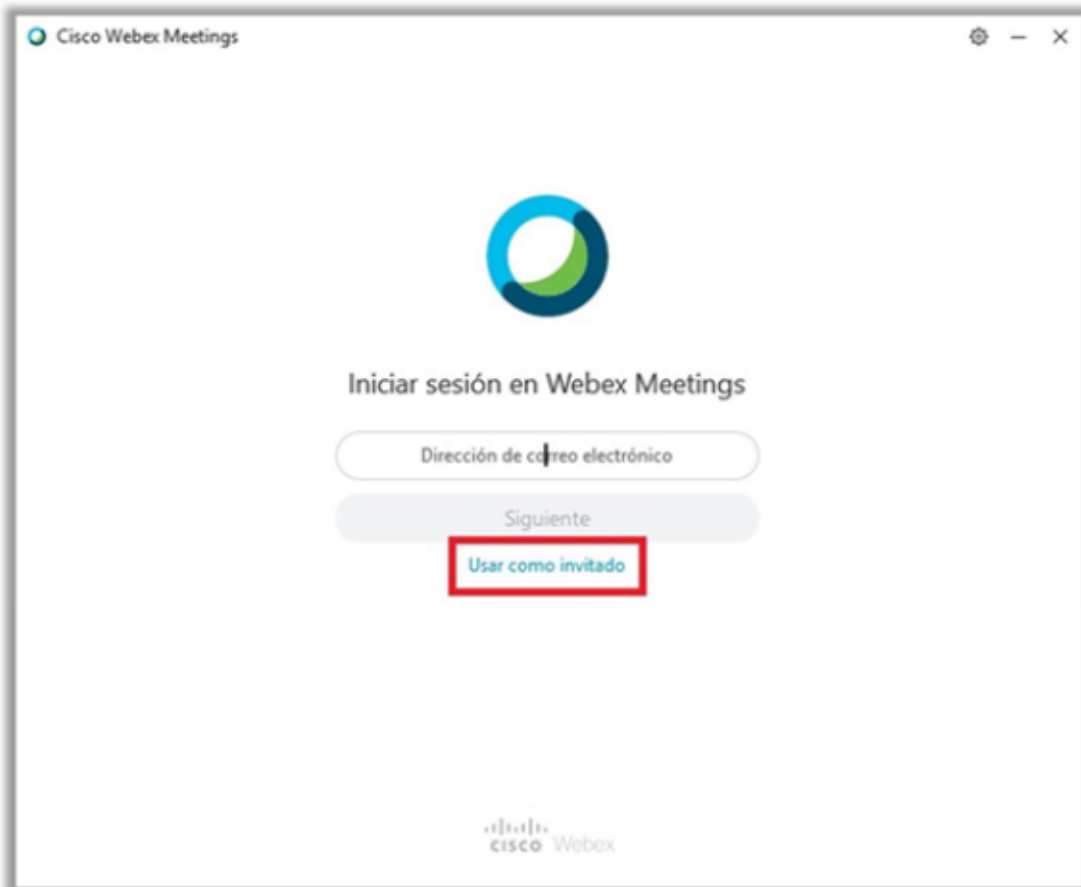 Cisco Webex Meetings
Iniciar sesión en Webex Meetings
Dirección de correo electrónico
Siguiente
Usar como invitado
cisco Webex